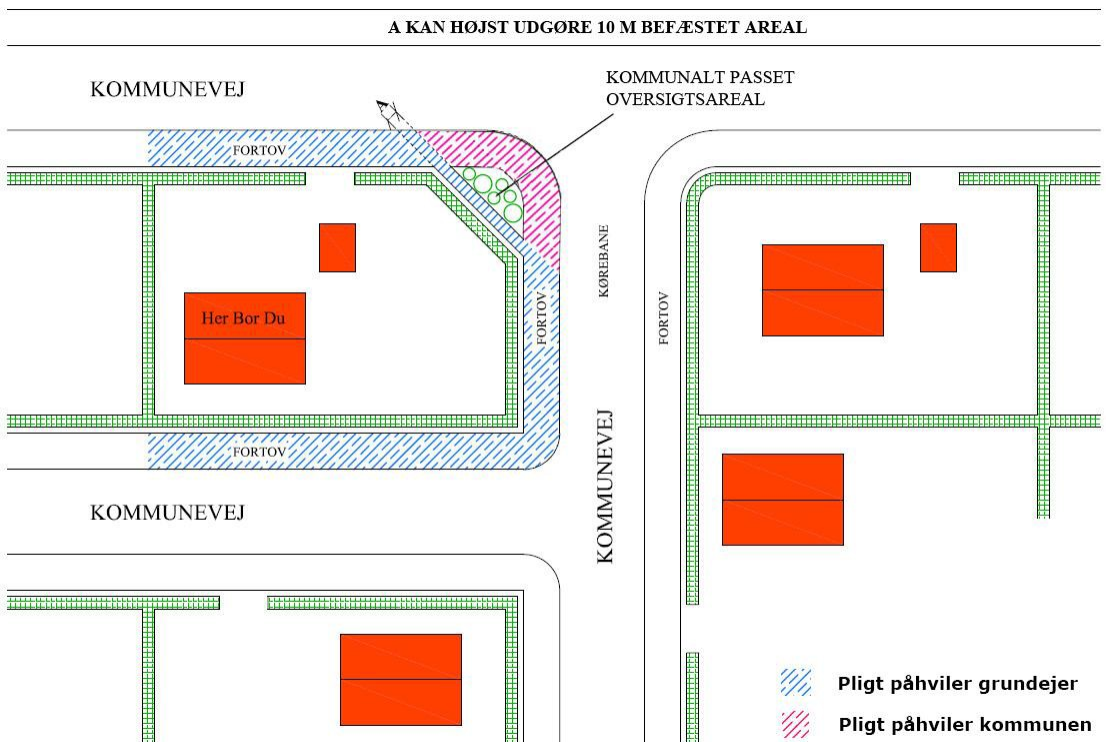 A KAN HØJST UDGØRE 10 M BEFÆSTET AREAL
KOMMUNEVEJ
KOMMUNALT PASSET
OVERSIGTSAREAL
FORTOV
KØREBANE
Her Bor Du
FORTOV
FORTOV
FORTOV
KOMMUNEVEJ
KOMMUNEVEJ
Pligt påhviler grundejer
Pligt påhviler kommunen